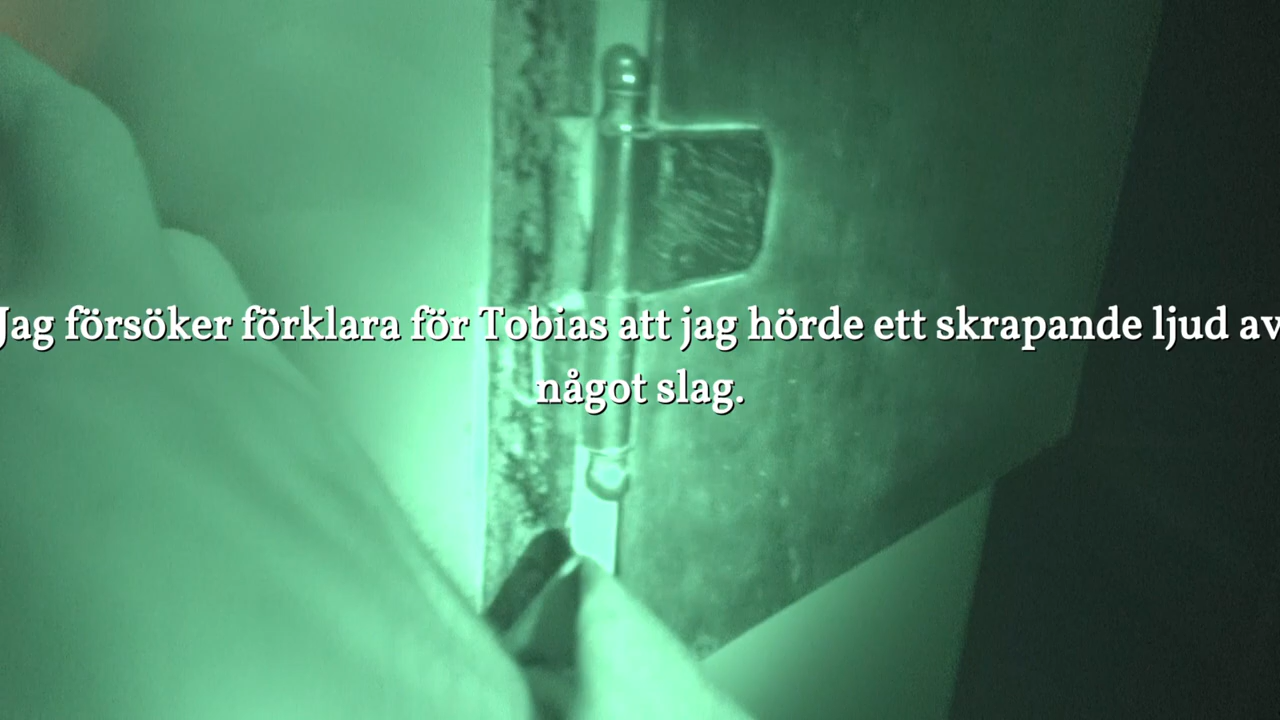 Jag försöker förklara för Tobias att jag hörde ett skrapande ljud av
något slag.